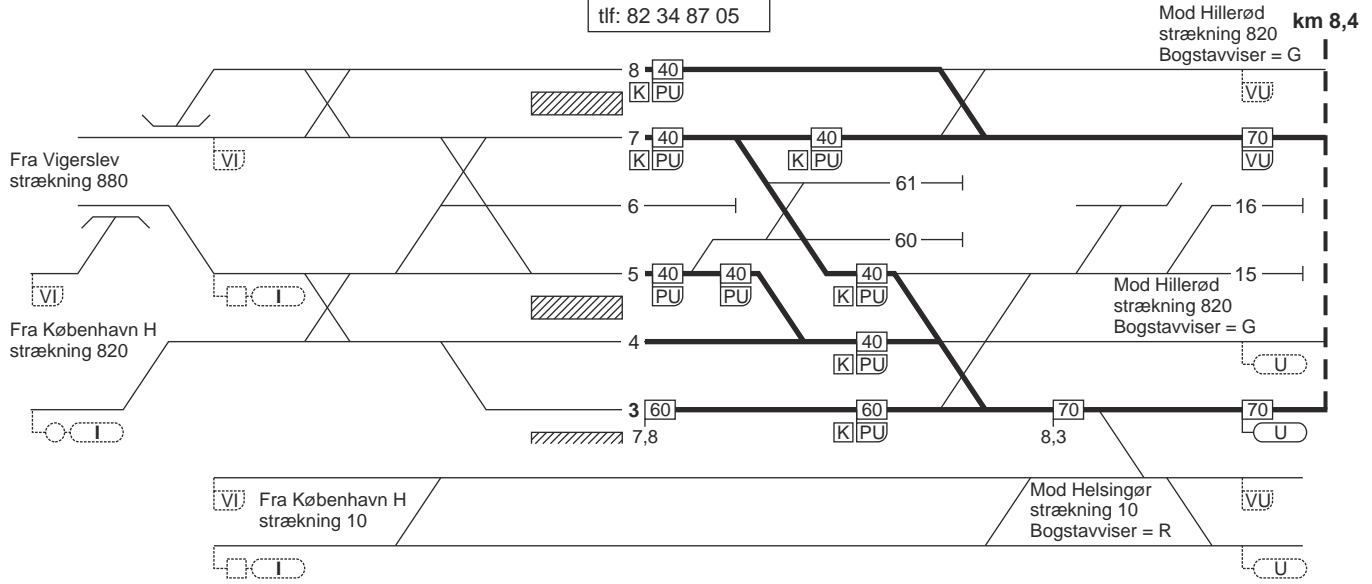 tlf: 82 34 87 05
Mod Hillerød
strækning 820
Bogstavviser = G
km 8,4
8 40
K PU
VU
7 40 40 70
K PU K PU VU
VI
Fra Vigerslev
strækning 880
61
6
16
60
5 40 40 40
PU PU K PU
15
VI
I
Mod Hillerød
strækning 820
Bogstavviser = G
Fra København H
strækning 820
4 40
K PU
U
3 60 60 70 70
7,8 K PU 8,3 U
I
VI
Fra København H
strækning 10
Mod Helsingør
strækning 10
Bogstavviser = R
VU
I
U